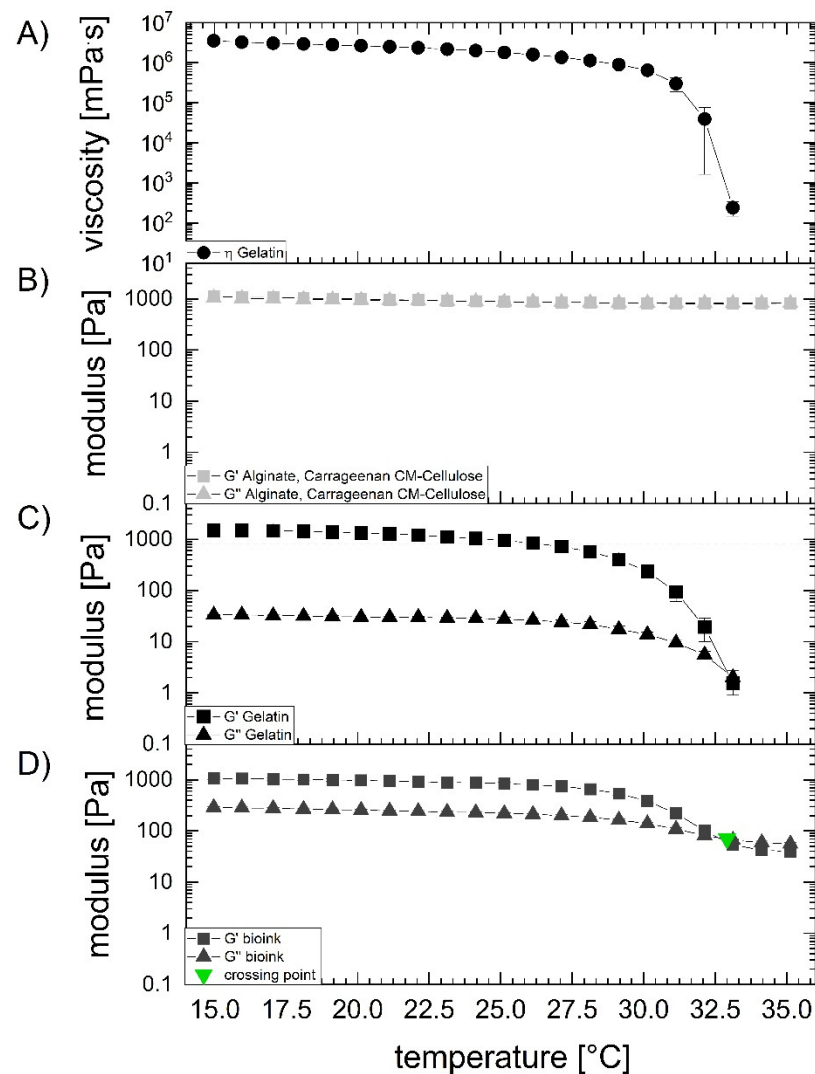 A)
viscosity [mPa·s]
10⁷
10⁶
10⁵
10⁴
10³
10²
10¹
η Gelatin
B)
modulus [Pa]
1000
100
10
1
0.1
G' Alginate, Carrageenan CM-Cellulose
G" Alginate, Carrageenan CM-Cellulose
C)
modulus [Pa]
1000
100
10
1
0.1
G' Gelatin
G" Gelatin
D)
modulus [Pa]
1000
100
10
1
0.1
G' bioink
G" bioink
crossing point
15.0 17.5 20.0 22.5 25.0 27.5 30.0 32.5 35.0
temperature [°C]